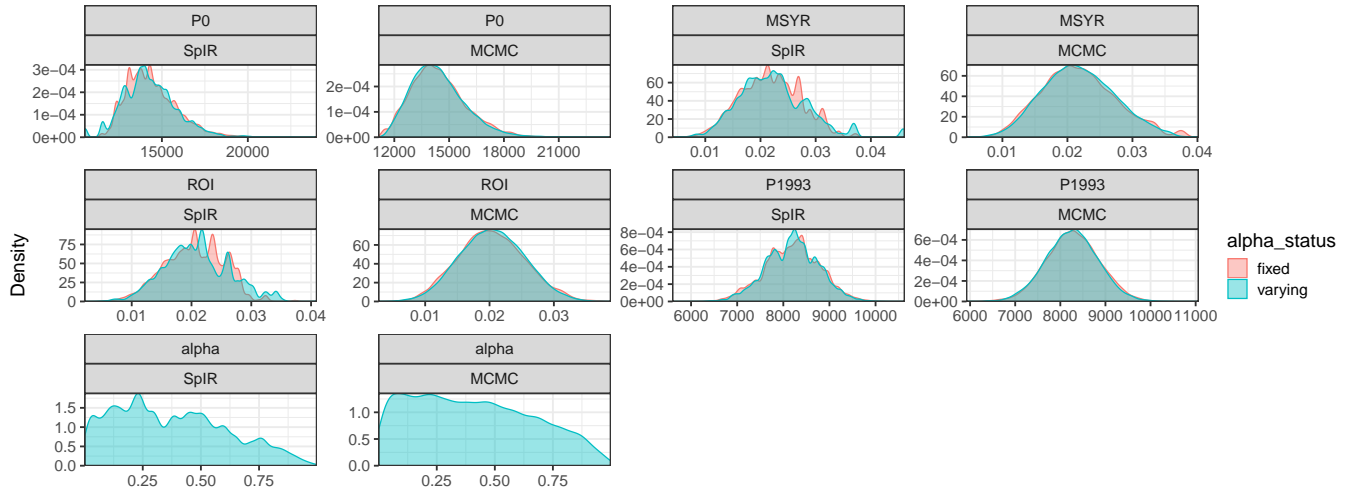 P0 P0 MSYR MSYR
SpIR MCMC SpIR MCMC
3e−04
2e−04
1e−04
0e+00
2e−04
1e−04
0e+00
60
40
20
0
60
40
20
0
15000 20000
12000 15000 18000 21000
0.01 0.02 0.03 0.04
0.01 0.02 0.03 0.04
ROI ROI P1993 P1993
SpIR MCMC SpIR MCMC
75
50
25
0
60
40
20
0
8e−04
6e−04
4e−04
2e−04
0e+00
6e−04
4e−04
2e−04
0e+00
0.01 0.02 0.03 0.04
0.01 0.02 0.03
6000 7000 8000 9000 10000
6000 7000 8000 9000 10000 11000
Density
alpha_status
fixed
varying
alpha alpha
SpIR MCMC
1.5
1.0
0.5
0.0
1.0
0.5
0.0
0.25 0.50 0.75
0.25 0.50 0.75